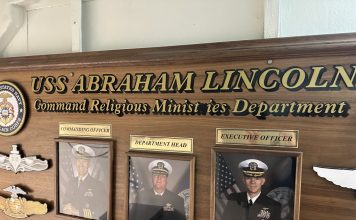 USS ABRAHAM LINCOLN
Command Religious Minist ies Department
COMMANDING OFFICER
DEPARTMENT HEAD
EXECUTIVE OFFICER